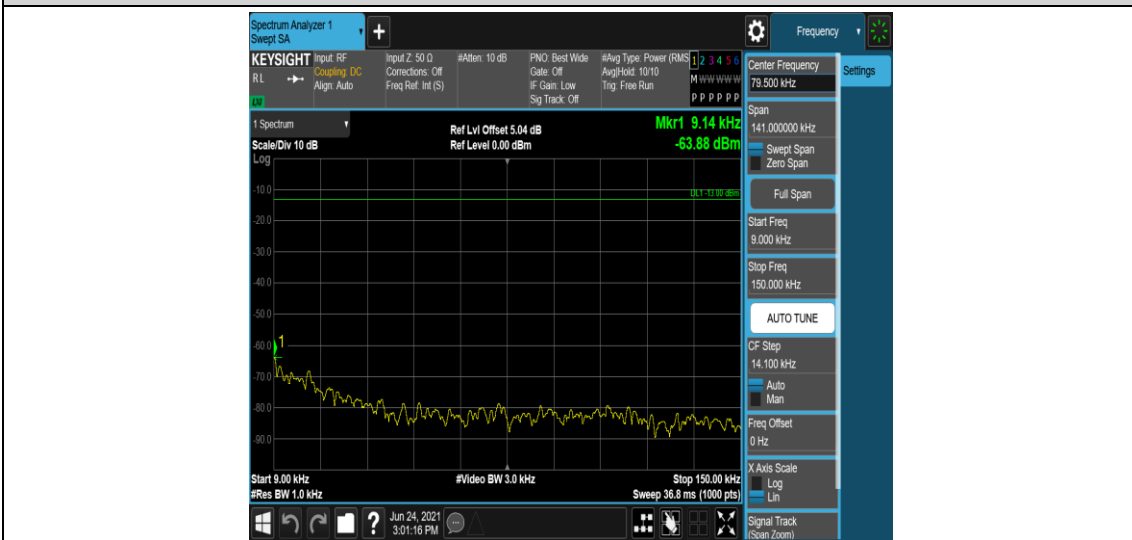 Spectrum Analyzer 1
Swept SA
+
Frequency
KEYSIGHT
RL
LXI
Input: RF
Coupling: DC
Align: Auto
Input Z: 50 Ω
Corrections: Off
Freq Ref: Int (S)
#Atten: 10 dB
PNO: Best Wide
Gate: Off
IF Gain: Low
Sig Track: Off
#Avg Type: Power (RMS
Avg|Hold: 10/10
Trig: Free Run
1 2 3 4 5 6
M W W W W W
P P P P P P
Center Frequency
79.500 kHz
Settings
1 Spectrum
Scale/Div 10 dB
Log
Ref Lvl Offset 5.04 dB
Ref Level 0.00 dBm
Mkr1 9.14 kHz
-63.88 dBm
Span
141.000000 kHz
Swept Span
Zero Span
Full Span
Start Freq
9.000 kHz
Stop Freq
150.000 kHz
AUTO TUNE
CF Step
14.100 kHz
Auto
Man
Freq Offset
0 Hz
X Axis Scale
Log
Lin
Signal Track
(Span Zoom)
DL1 -13.00 dBm
-10.0
-20.0
-30.0
-40.0
-50.0
-60.0
1
-70.0
-80.0
-90.0
Start 9.00 kHz
#Res BW 1.0 kHz
#Video BW 3.0 kHz
Stop 150.00 kHz
Sweep 36.8 ms (1000 pts)
?
Jun 24, 2021
3:01:16 PM